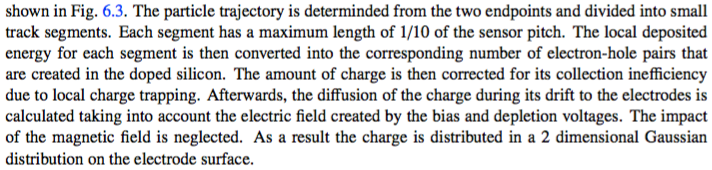 shown in Fig. 6.3. The particle trajectory is determinded from the two endpoints and divided into small
track segments. Each segment has a maximum length of 1/10 of the sensor pitch. The local deposited
energy for each segment is then converted into the corresponding number of electron-hole pairs that
are created in the doped silicon. The amount of charge is then corrected for its collection inefficiency
due to local charge trapping. Afterwards, the diffusion of the charge during its drift to the electrodes is
calculated taking into account the electric field created by the bias and depletion voltages. The impact
of the magnetic field is neglected. As a result the charge is distributed in a 2 dimensional Gaussian
distribution on the electrode surface.